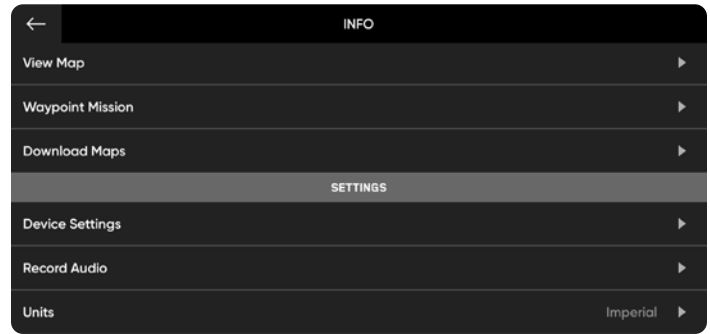 INFO
View Map
Waypoint Mission
Download Maps
SETTINGS
Device Settings
Record Audio
Units Imperial